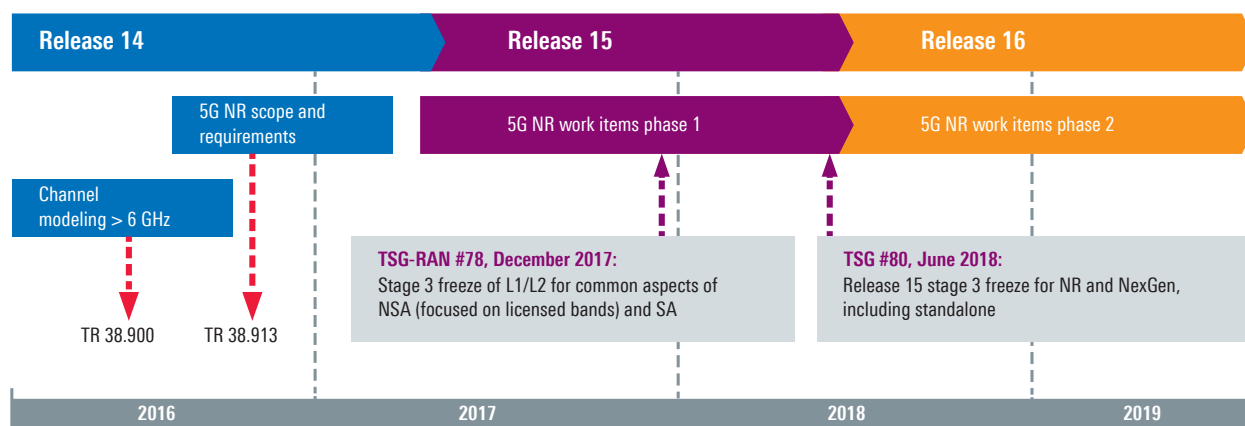 Release 14
Release 15
Release 16
5G NR scope and
requirements
5G NR work items phase 1
5G NR work items phase 2
Channel
modeling > 6 GHz
TSG-RAN #78, December 2017:
Stage 3 freeze of L1/L2 for common aspects of
NSA (focused on licensed bands) and SA
TSG #80, June 2018:
Release 15 stage 3 freeze for NR and NexGen,
including standalone
TR 38.900
TR 38.913
2016
2017
2018
2019